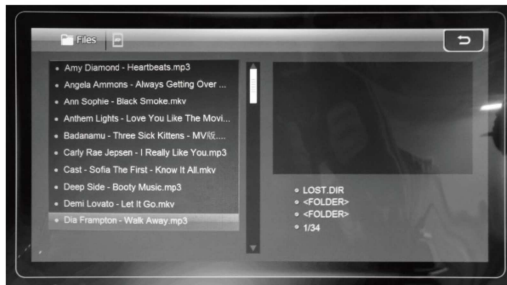 Files
Amy Diamond - Heartbeats.mp3
Angela Ammons - Always Getting Over ...
Ann Sophie - Black Smoke.mkv
Anthem Lights - Love You Like The Movi...
Badanamu - Three Sick Kittens - MV版....
Carly Rae Jepsen - I Really Like You.mp3
Cast - Sofia The First - Know It All.mkv
Deep Side - Booty Music.mp3
Demi Lovato - Let It Go.mkv
Dia Frampton - Walk Away.mp3
LOST.DIR
<FOLDER>
<FOLDER>
1/34